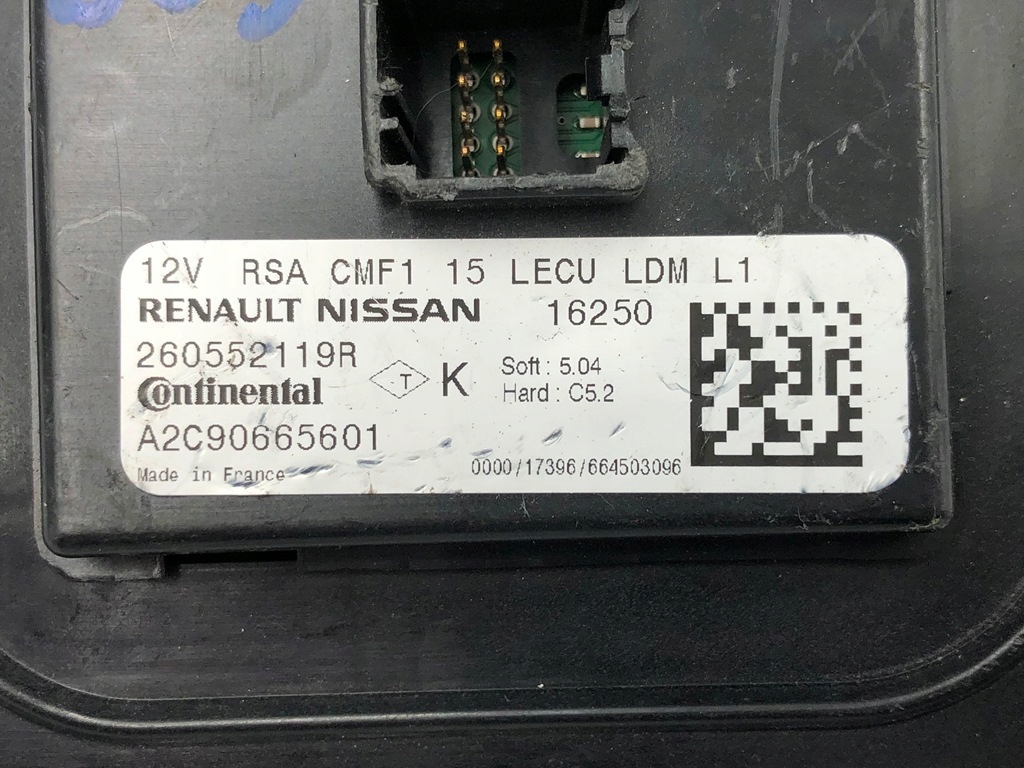 12V RSA CMF1 15 LECU LDM L1
RENAULT NISSAN 16250
260552119R
Continental T K Soft : 5.04
Hard : C5.2
A2C90665601
Made in France 0000/17396/664503096